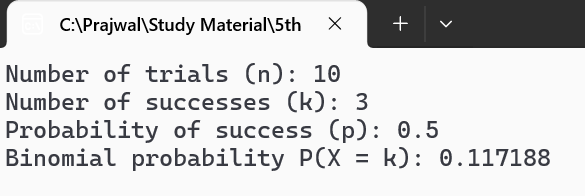 C:\Prajwal\Study Material\5th
Number of trials (n): 10
Number of successes (k): 3
Probability of success (p): 0.5
Binomial probability P(X = k): 0.117188